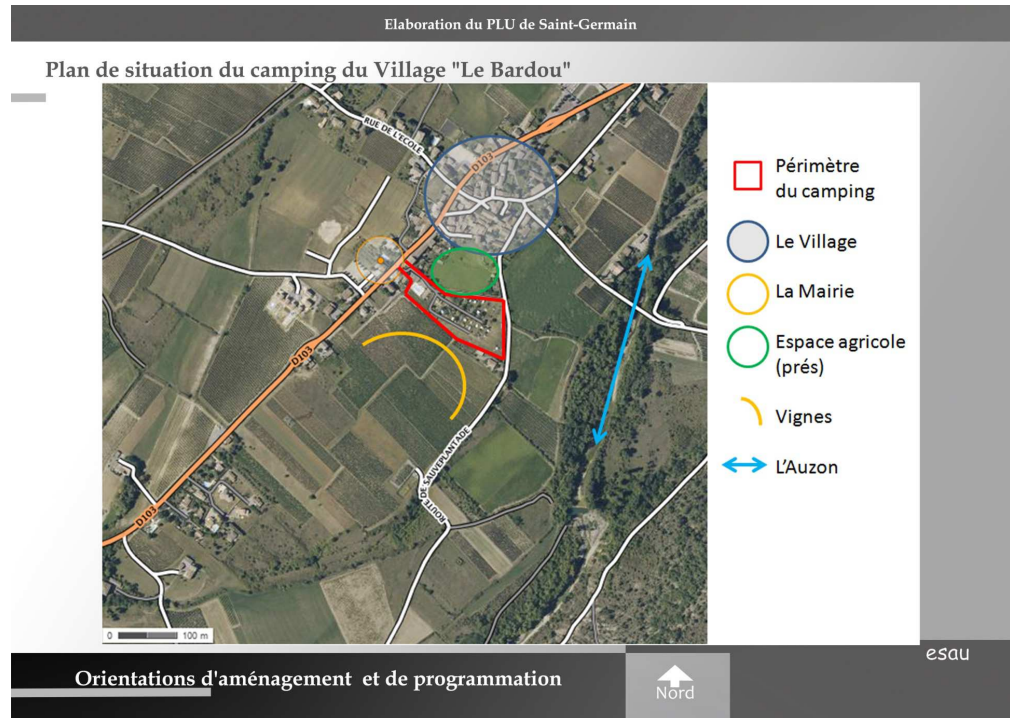 Elaboration du PLU de Saint-Germain
Plan de situation du camping du Village "Le Bardou"
RUE DE L'ECOLE
D103
D103
D103
ROUTE DE SAUVEPLANTADE
0 100 m
Périmètre
du camping
Le Village
La Mairie
Espace agricole
(prés)
Vignes
L'Auzon
Orientations d'aménagement et de programmation
Nord
esau